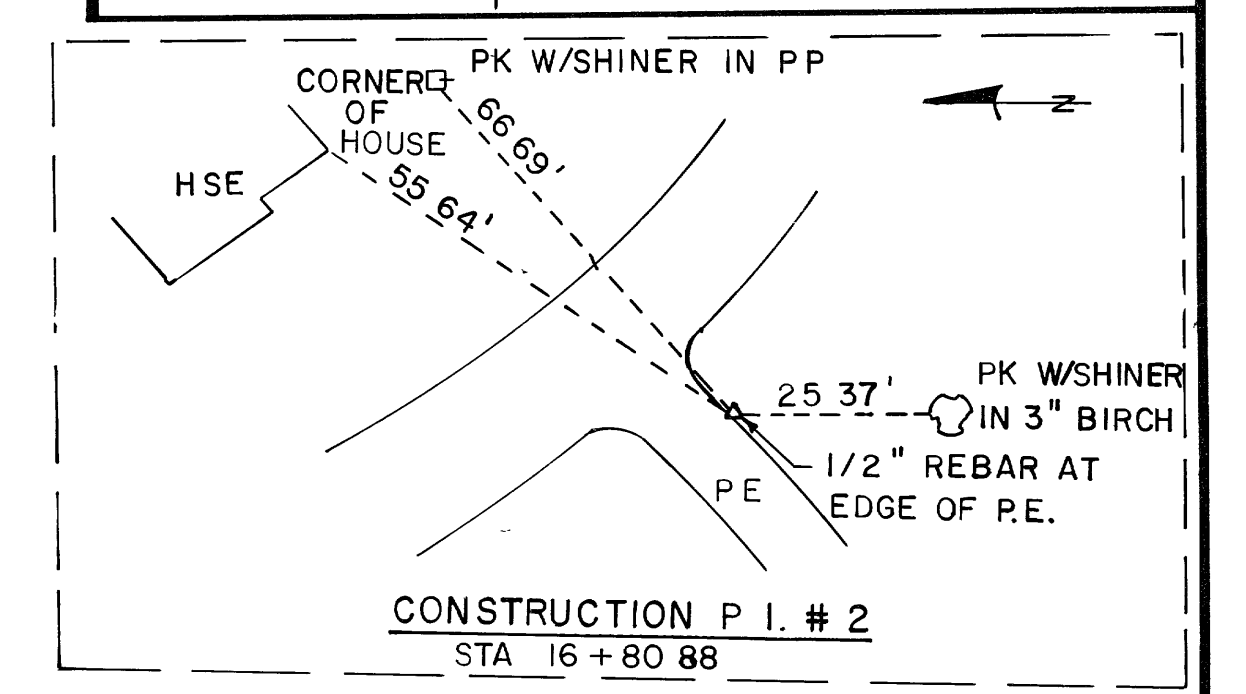 PK W/SHINER IN PP
CORNER
OF
HOUSE
N
HSE
66 69'
55 64'
25 37'
PK W/SHINER
IN 3" BIRCH
1/2" REBAR AT
EDGE OF P.E.
PE
CONSTRUCTION P I. # 2
STA 16 + 80 88